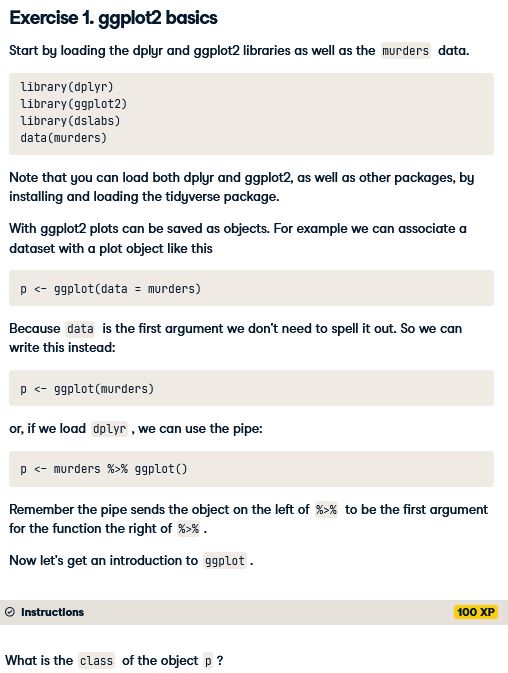 Exercise 1. ggplot2 basics
Start by loading the dplyr and ggplot2 libraries as well as the murders data.
library(dplyr)
library(ggplot2)
library(dslabs)
data(murders)
Note that you can load both dplyr and ggplot2, as well as other packages, by
installing and loading the tidyverse package.
With ggplot2 plots can be saved as objects. For example we can associate a
dataset with a plot object like this
p <- ggplot(data = murders)
Because data is the first argument we don't need to spell it out. So we can
write this instead:
p <- ggplot(murders)
or, if we load dplyr , we can use the pipe:
p <- murders %>% ggplot()
Remember the pipe sends the object on the left of %>% to be the first argument
for the function the right of %>% .
Now let's get an introduction to ggplot .
Instructions 100 XP
What is the class of the object p ?